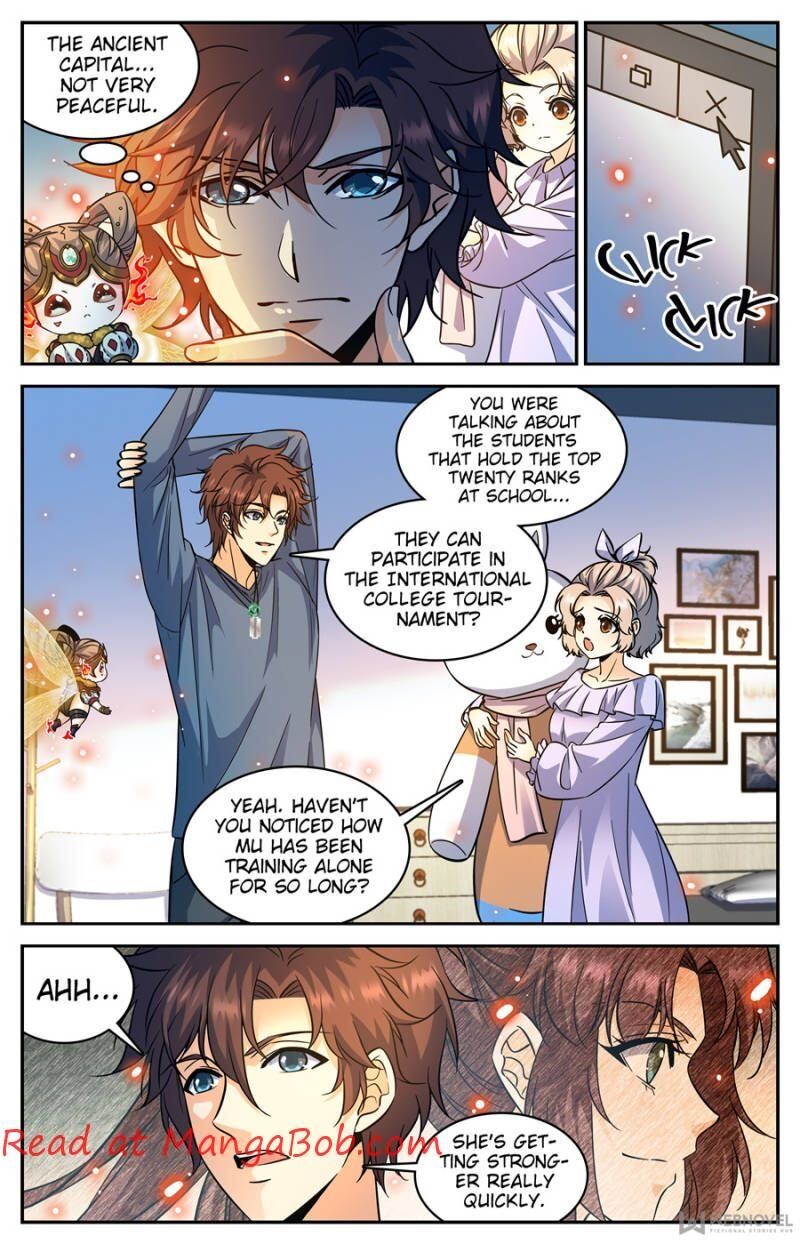 THE ANCIENT
CAPITAL...
NOT VERY
PEACEFUL.
CLICK
CLICK
YOU WERE
TALKING ABOUT
THE STUDENTS
THAT HOLD THE TOP
TWENTY RANKS
AT SCHOOL...
THEY CAN
PARTICIPATE IN
THE INTERNATIONAL
COLLEGE TOUR-
NAMENT?
YEAH. HAVEN'T
YOU NOTICED HOW
MU HAS BEEN
TRAINING ALONE
FOR SO LONG?
AHH...
SHE'S GET-
TING STRONG-
ER REALLY
QUICKLY.
Read at MangaBob.com
WEBNOVEL
FICTIONAL STORIES HUB